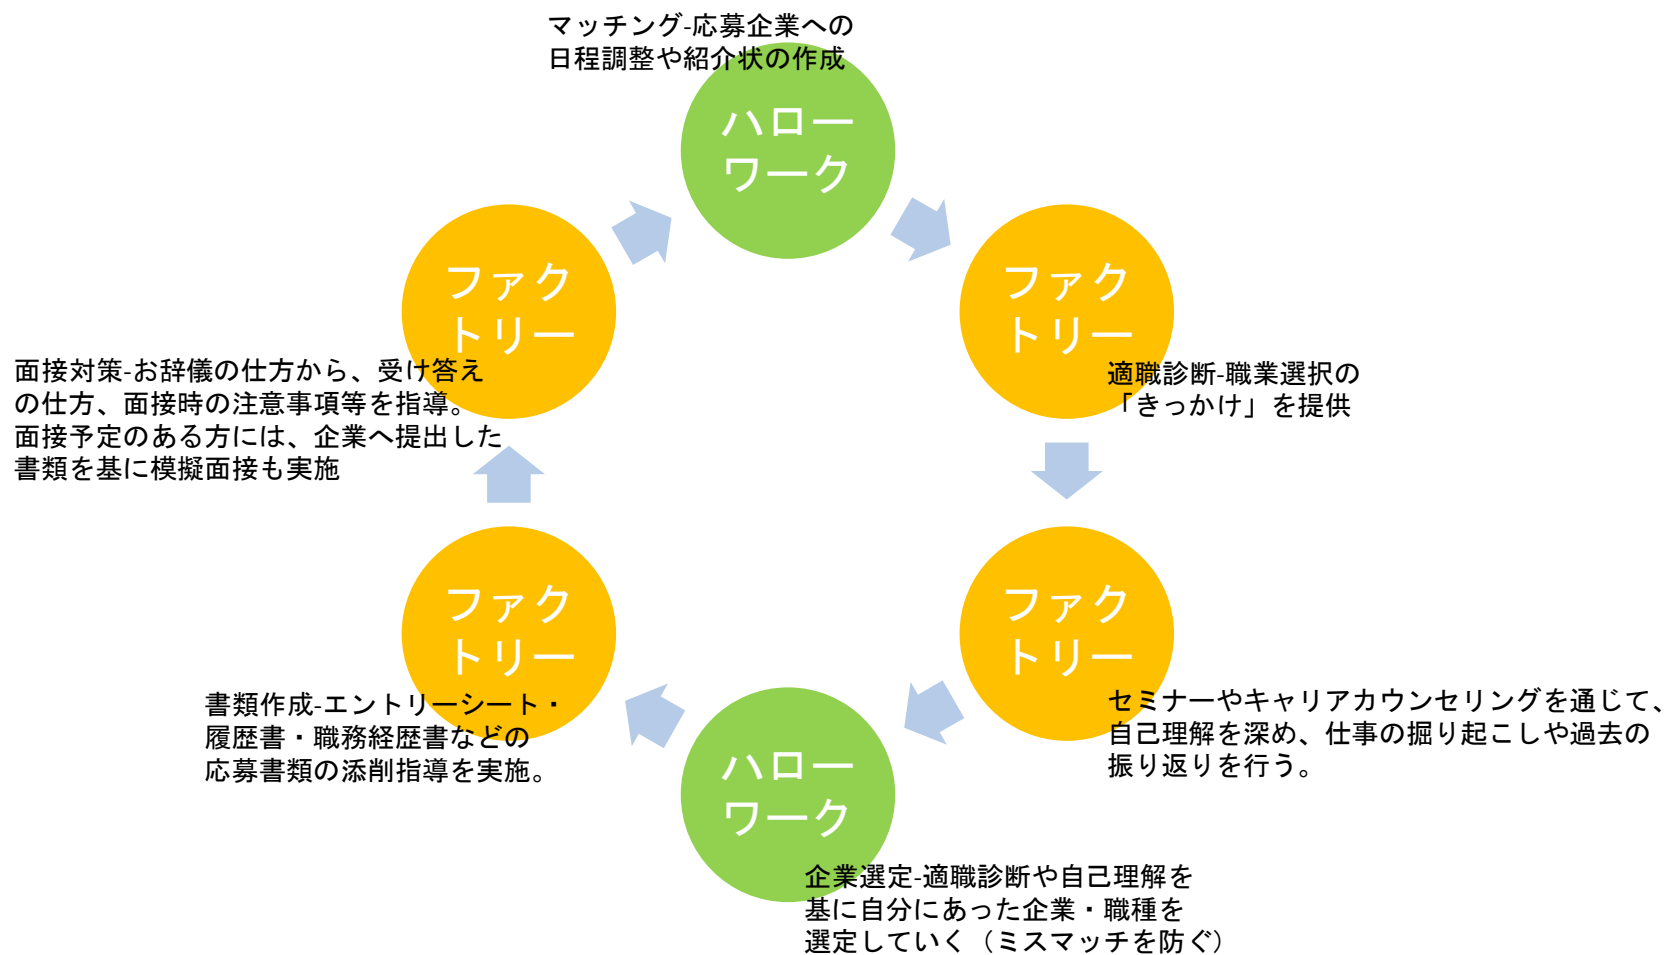 マッチング-応募企業への
日程調整や紹介状の作成
ハロー
ワーク
ファク
トリー
適職診断-職業選択の
「きっかけ」を提供
ファク
トリー
セミナーやキャリアカウンセリングを通じて、
自己理解を深め、仕事の掘り起こしや過去の
振り返りを行う。
ハロー
ワーク
企業選定-適職診断や自己理解を
基に自分にあった企業・職種を
選定していく（ミスマッチを防ぐ）
ファク
トリー
書類作成-エントリーシート・
履歴書・職務経歴書などの
応募書類の添削指導を実施。
ファク
トリー
面接対策-お辞儀の仕方から、受け答え
の仕方、面接時の注意事項等を指導。
面接予定のある方には、企業へ提出した
書類を基に模擬面接も実施